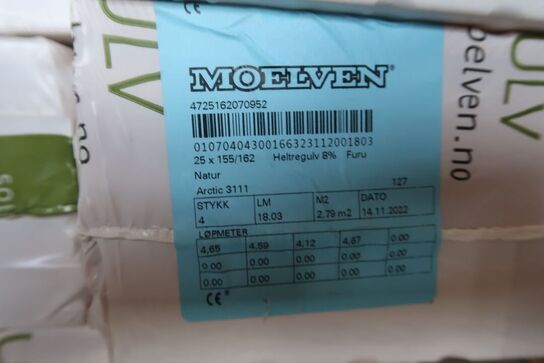 ULV
MOELVEN®
4725162070952
01070404300166323112001803
25 x 155/162 Heltregulv 8% Furu
Natur
Arctic 3111 127
STYKK LM M2 DATO
4 18.03 2.79 m2 14.11.2022
LØPMETER
4,65 4.59 4.12 4.67 0.00
0.00 0.00 0.00 0.00 0.00
0.00 0.00 0.00 0.00 0.00
CE
oelven.no
ULV